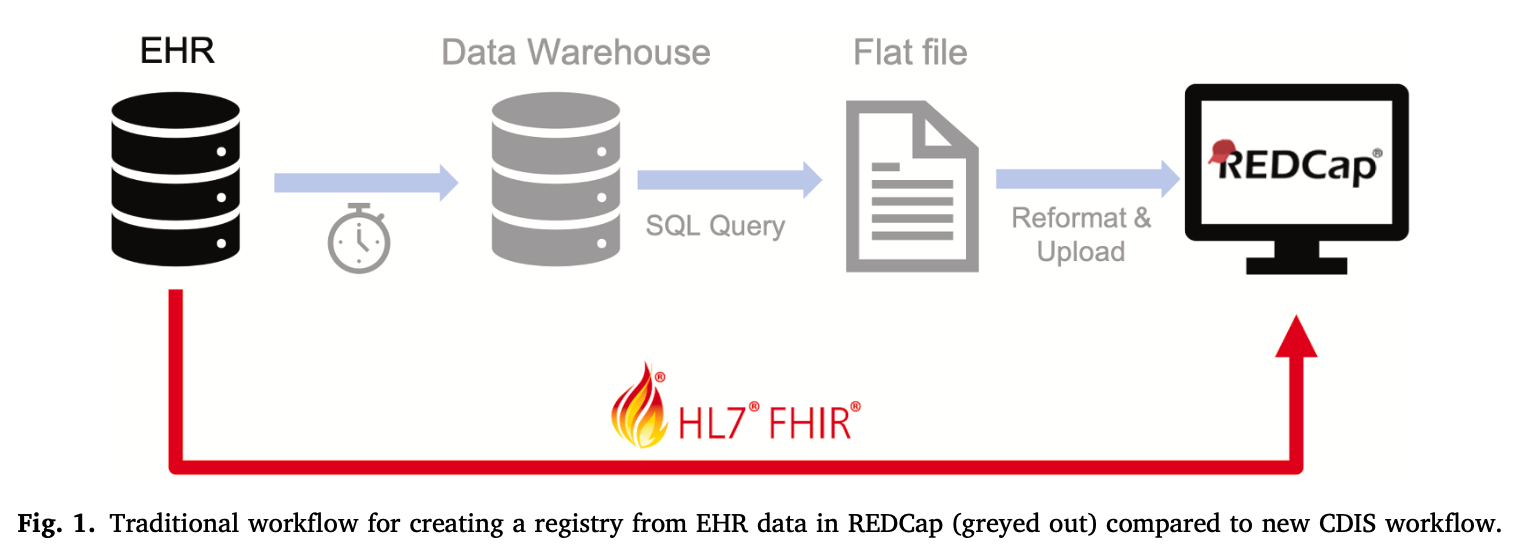 EHR
Data Warehouse
Flat file
REDCap®
SQL Query
Reformat &
Upload
® HL7® FHIR®
Fig. 1. Traditional workflow for creating a registry from EHR data in REDCap (greyed out) compared to new CDIS workflow.